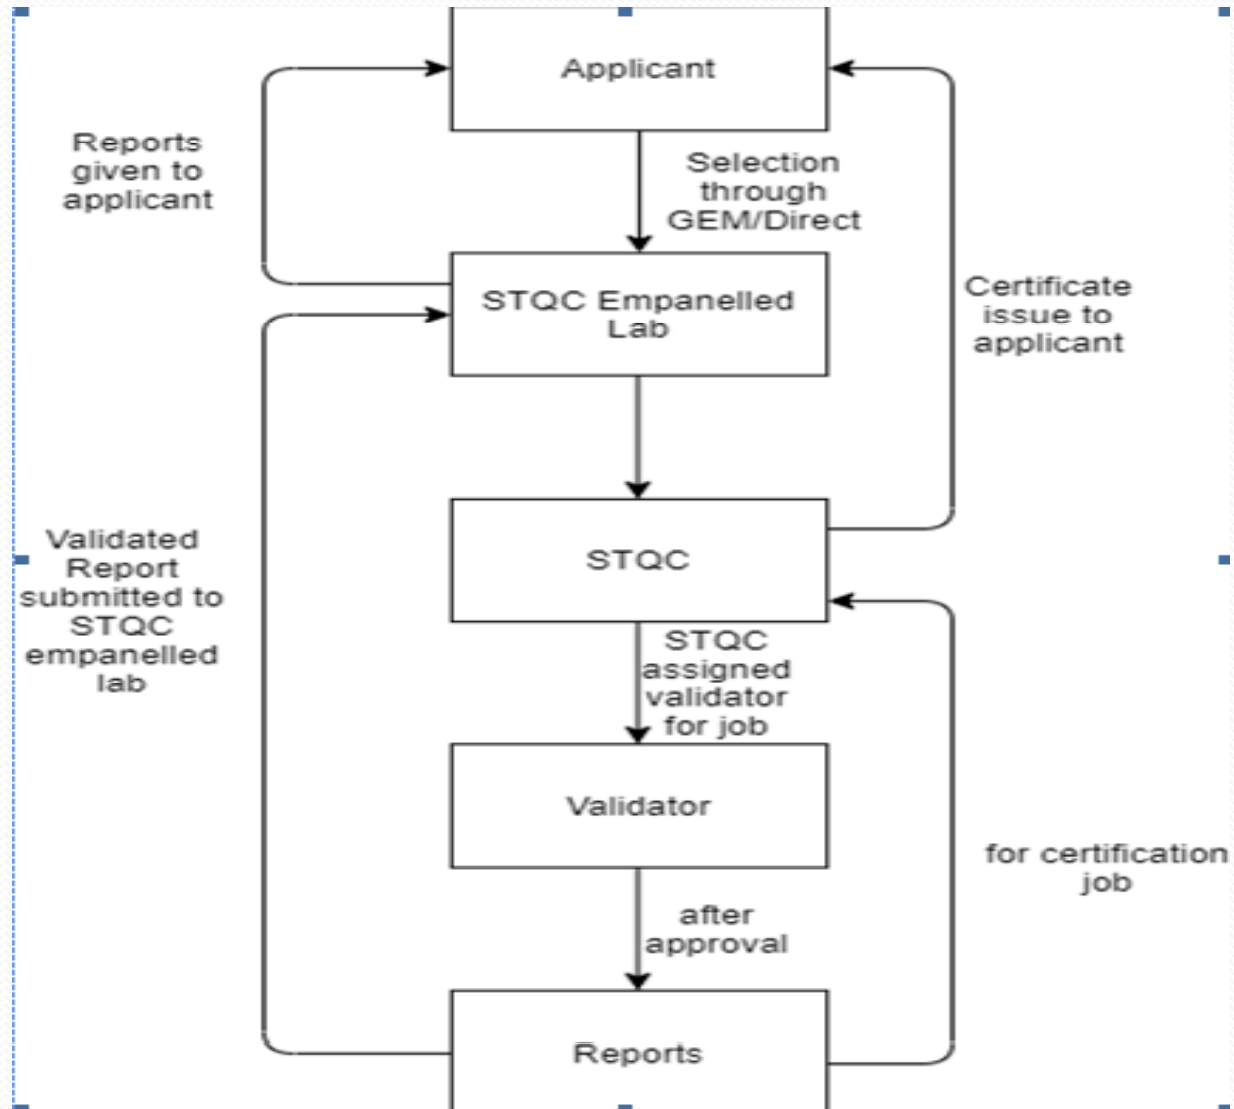 Applicant
Reports
given to
applicant
Selection
through
GEM/Direct
STQC Empanelled
Lab
Certificate
issue to
applicant
STQC
Validated
Report
submitted to
STQC
empanelled
lab
STQC
assigned
validator
for job
Validator
for certification
job
after
approval
Reports